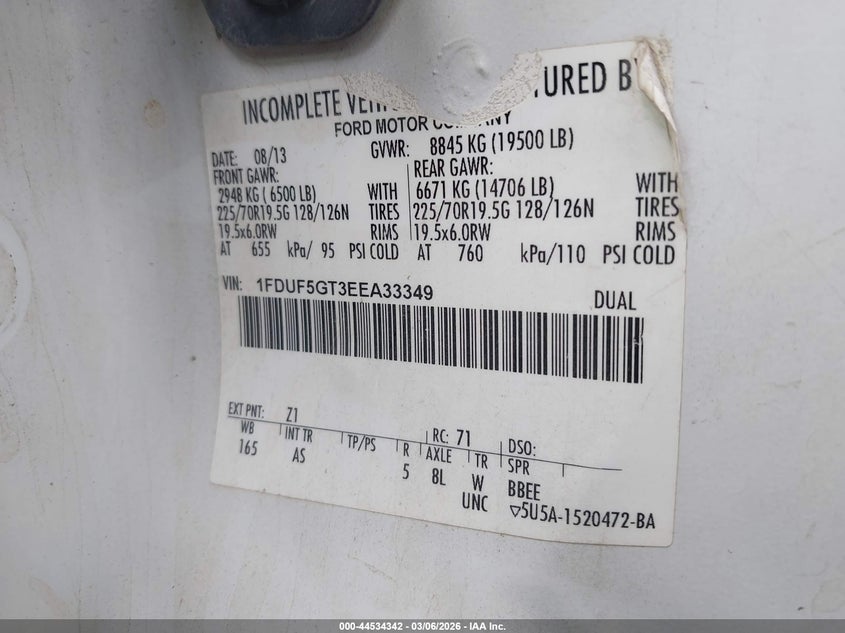 INCOMPLETE TURED B
FORD MOTOR COMPANY
DATE: 08/13 GVWR: 8845 KG (19500 LB)
FRONT GAWR: REAR GAWR:
2948 KG ( 6500 LB) WITH 6671 KG (14706 LB) WITH
225/70R19.5G 128/126N TIRES 225/70R19.5G 128/126N TIRES
19.5x6.0RW RIMS 19.5x6.0RW RIMS
AT 655 kPa/ 95 PSI COLD AT 760 kPa/110 PSI COLD
VIN: 1FDUF5GT3EEA33349 DUAL
EXT PNT: Z1 RC: 71 DSO:
WB INT TR TP/PS R AXLE TR SPR
165 AS 5 8L W BBEE
UNC ▽5U5A-1520472-BA
000-44534342 - 03/06/2026 - IAA Inc.